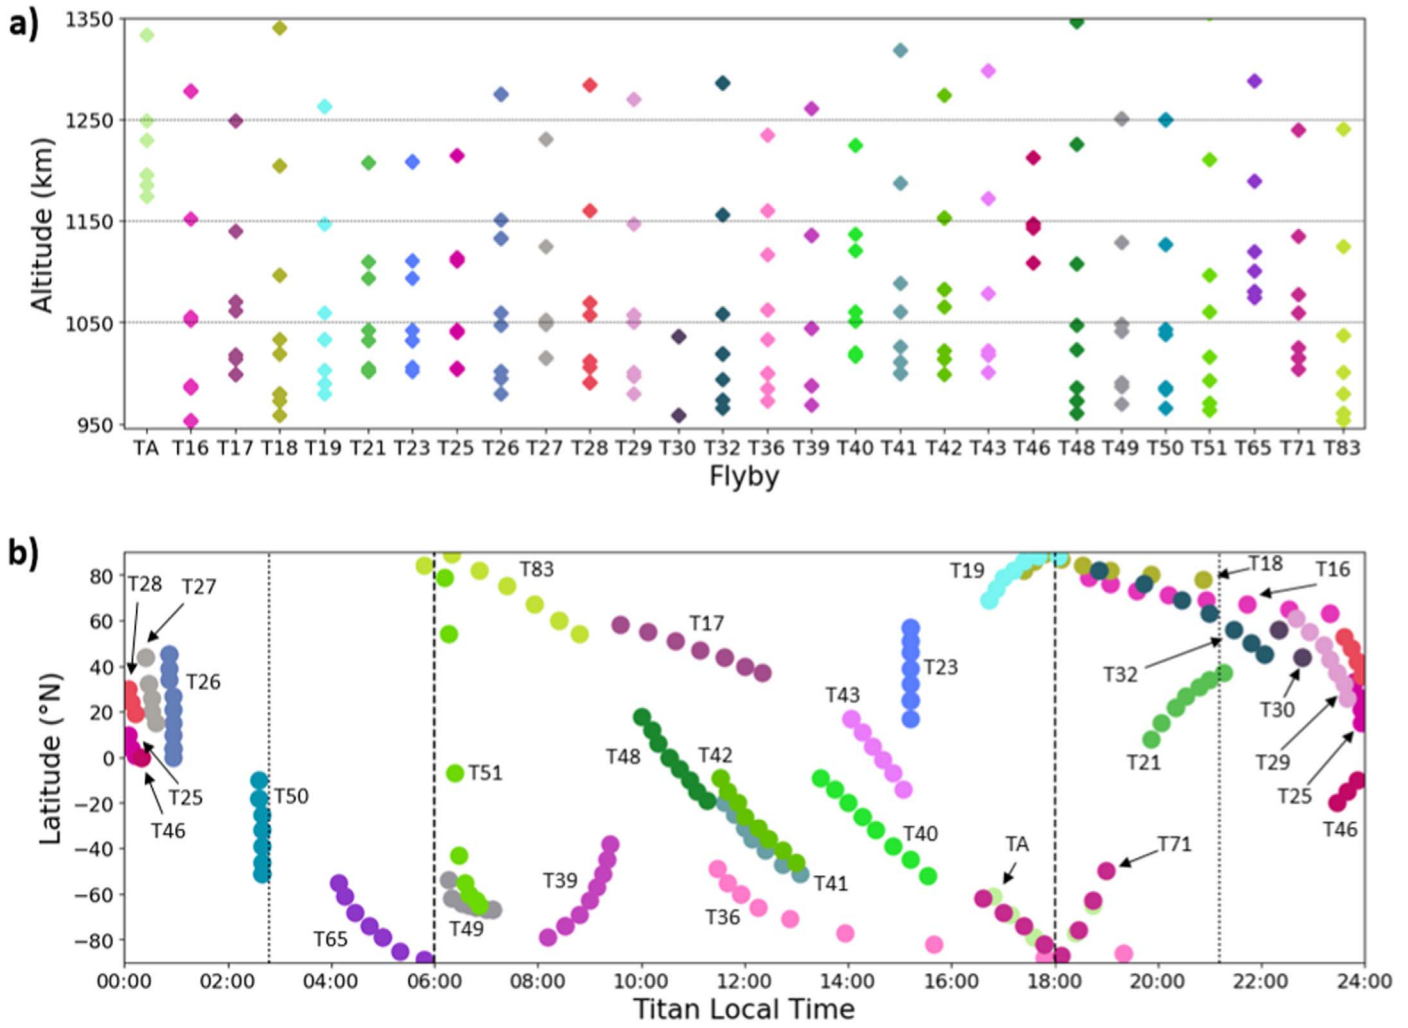 a)
1350
1250
1150
1050
950
Altitude (km)
TA T16 T17 T18 T19 T21 T23 T25 T26 T27 T28 T29 T30 T32 T36 T39 T40 T41 T42 T43 T46 T48 T49 T50 T51 T65 T71 T83
Flyby
b)
80
60
40
20
0
−20
−40
−60
−80
Latitude (°N)
T28
T27
T83
T19
T18
T16
T17
T26
T23
T32
T43
T30
T48
T42
T21
T29
T25
T50
T51
T25
T46
T40
T46
TA
T71
T39
T41
T36
T49
T65
00:00 02:00 04:00 06:00 08:00 10:00 12:00 14:00 16:00 18:00 20:00 22:00 24:00
Titan Local Time